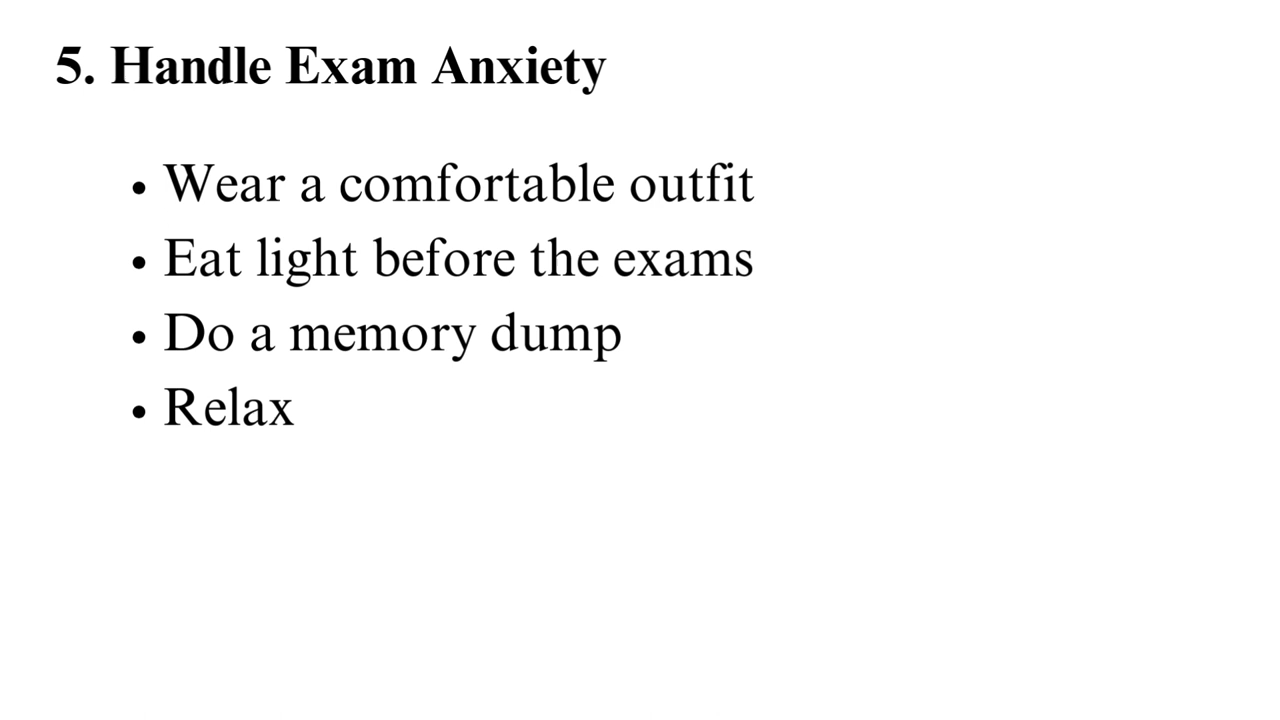 5. Handle Exam Anxiety
• Wear a comfortable outfit
• Eat light before the exams
• Do a memory dump
• Relax